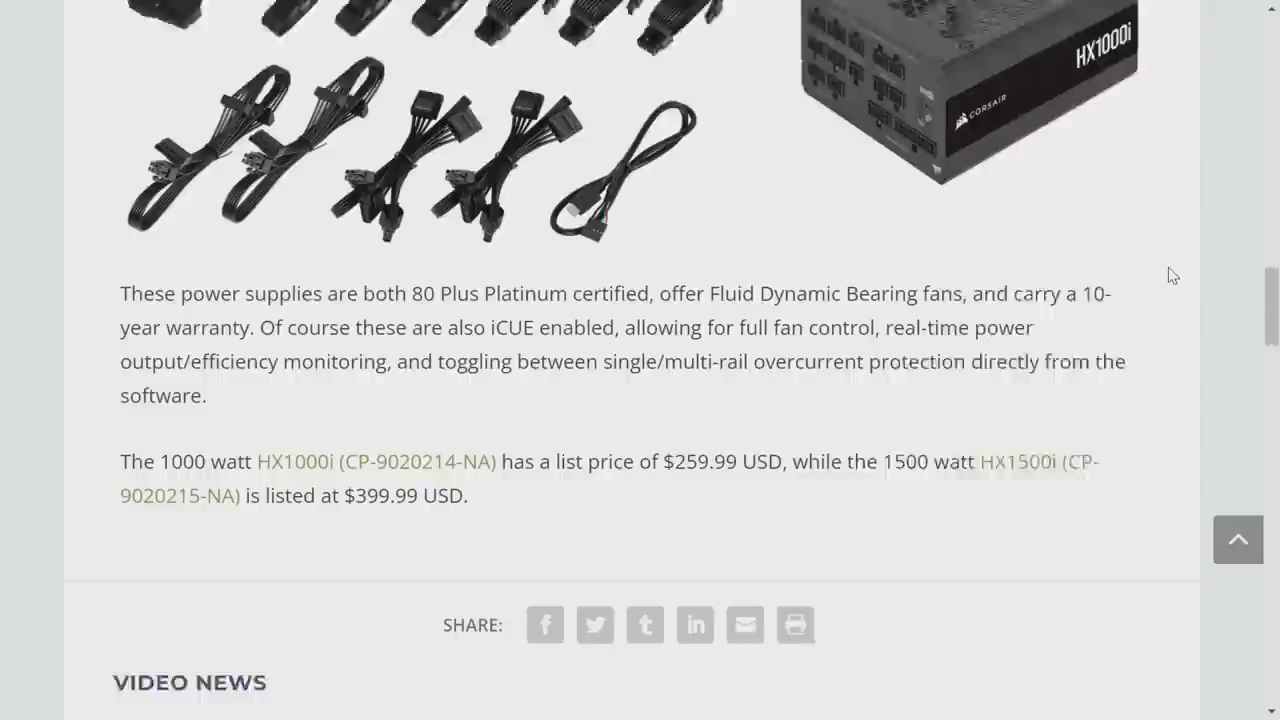 HX1000i
CORSAIR
These power supplies are both 80 Plus Platinum certified, offer Fluid Dynamic Bearing fans, and carry a 10-
year warranty. Of course these are also iCUE enabled, allowing for full fan control, real-time power
output/efficiency monitoring, and toggling between single/multi-rail overcurrent protection directly from the
software.
The 1000 watt HX1000i (CP-9020214-NA) has a list price of $259.99 USD, while the 1500 watt HX1500i (CP-
9020215-NA) is listed at $399.99 USD.
SHARE:
VIDEO NEWS